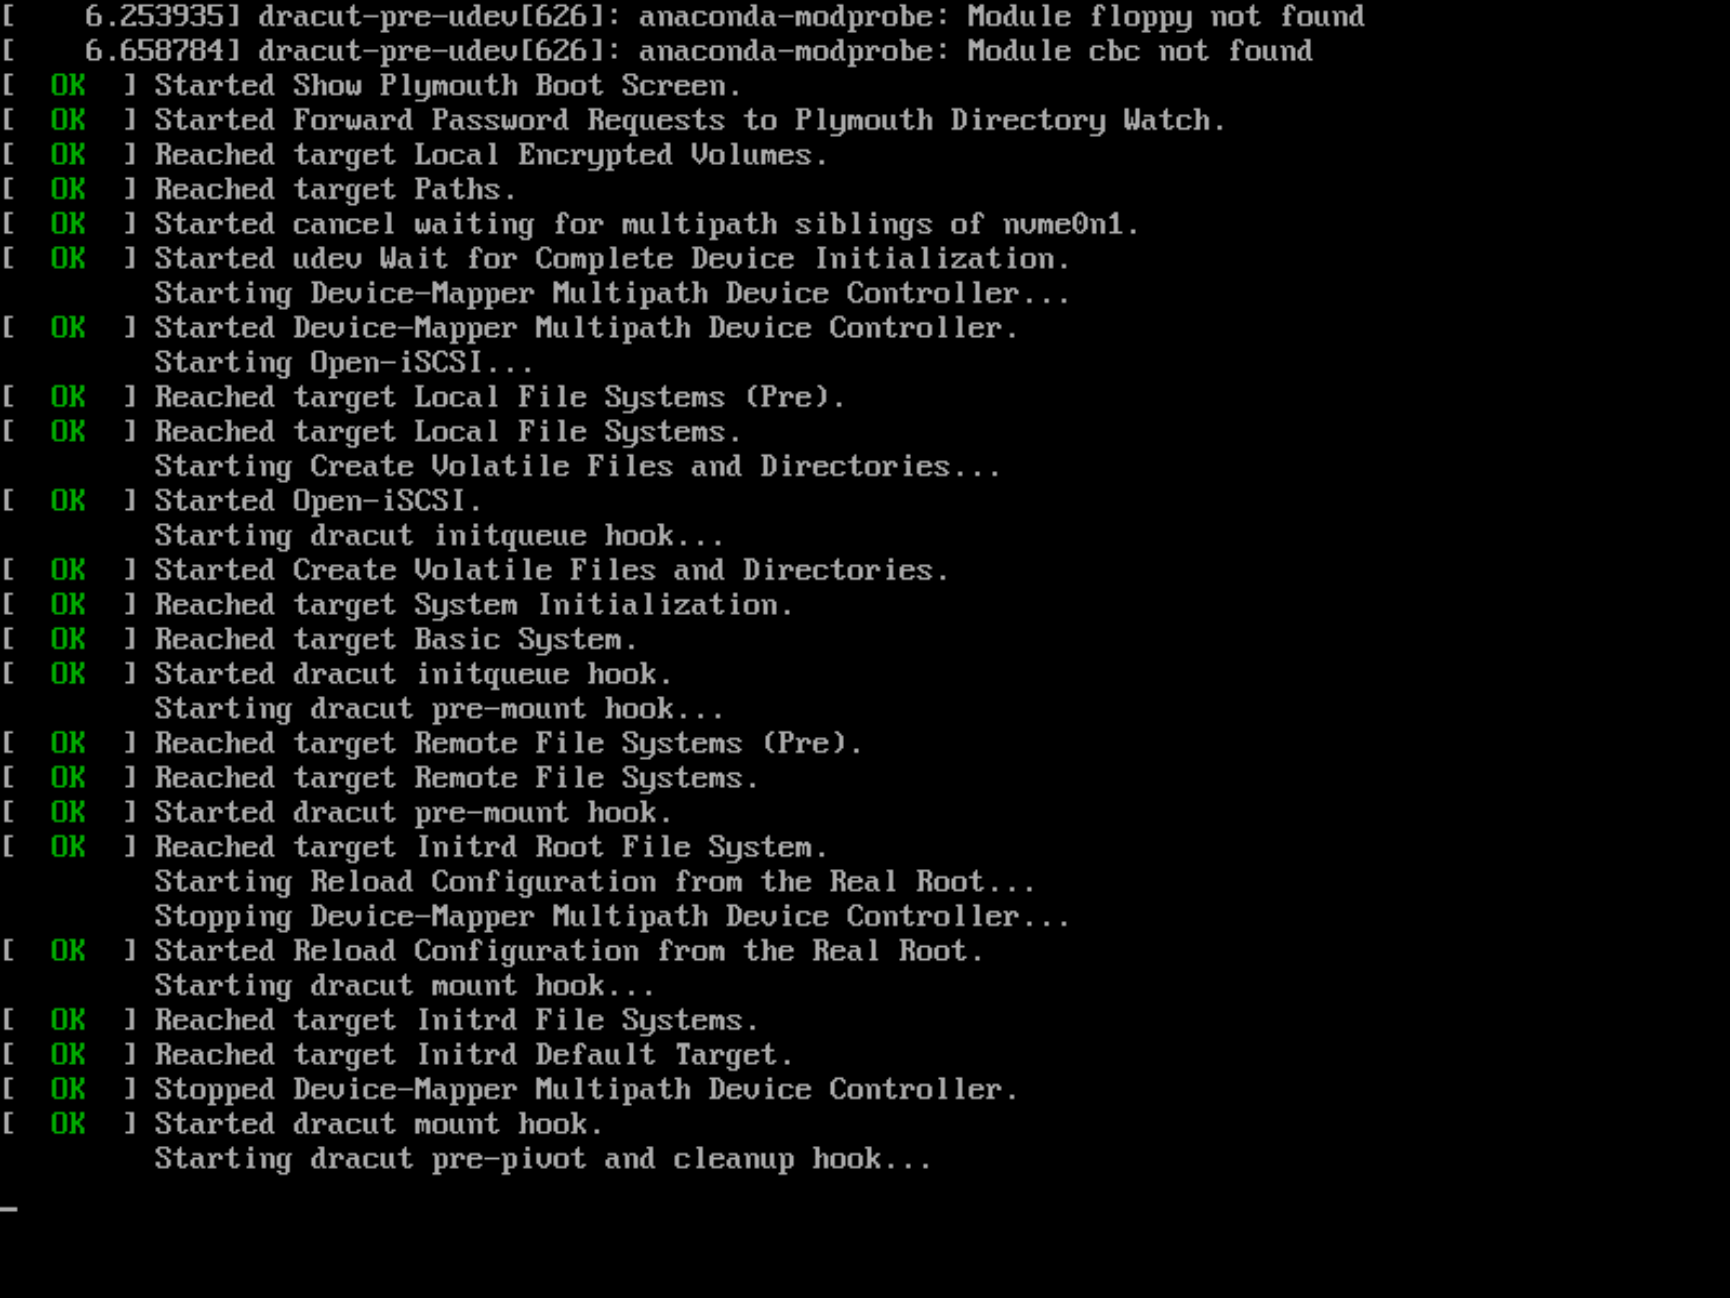 [    6.253935] dracut-pre-udev[626]: anaconda-modprobe: Module floppy not found
[    6.658784] dracut-pre-udev[626]: anaconda-modprobe: Module cbc not found
[  OK  ] Started Show Plymouth Boot Screen.
[  OK  ] Started Forward Password Requests to Plymouth Directory Watch.
[  OK  ] Reached target Local Encrypted Volumes.
[  OK  ] Reached target Paths.
[  OK  ] Started cancel waiting for multipath siblings of nvme0n1.
[  OK  ] Started udev Wait for Complete Device Initialization.
         Starting Device-Mapper Multipath Device Controller...
[  OK  ] Started Device-Mapper Multipath Device Controller.
         Starting Open-iSCSI...
[  OK  ] Reached target Local File Systems (Pre).
[  OK  ] Reached target Local File Systems.
         Starting Create Volatile Files and Directories...
[  OK  ] Started Open-iSCSI.
         Starting dracut initqueue hook...
[  OK  ] Started Create Volatile Files and Directories.
[  OK  ] Reached target System Initialization.
[  OK  ] Reached target Basic System.
[  OK  ] Started dracut initqueue hook.
         Starting dracut pre-mount hook...
[  OK  ] Reached target Remote File Systems (Pre).
[  OK  ] Reached target Remote File Systems.
[  OK  ] Started dracut pre-mount hook.
[  OK  ] Reached target Initrd Root File System.
         Starting Reload Configuration from the Real Root...
         Stopping Device-Mapper Multipath Device Controller...
[  OK  ] Started Reload Configuration from the Real Root.
         Starting dracut mount hook...
[  OK  ] Reached target Initrd File Systems.
[  OK  ] Reached target Initrd Default Target.
[  OK  ] Stopped Device-Mapper Multipath Device Controller.
[  OK  ] Started dracut mount hook.
         Starting dracut pre-pivot and cleanup hook...